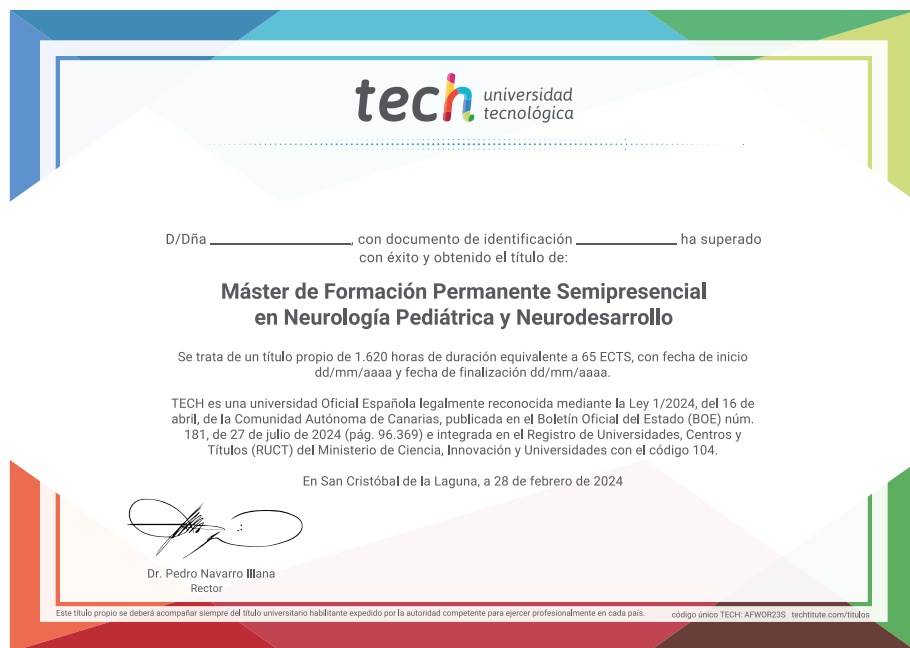 tech universidad
tecnológica
D/Dña ____________________, con documento de identificación ______________ ha superado
con éxito y obtenido el título de:
Máster de Formación Permanente Semipresencial
en Neurología Pediátrica y Neurodesarrollo
Se trata de un título propio de 1.620 horas de duración equivalente a 65 ECTS, con fecha de inicio
dd/mm/aaaa y fecha de finalización dd/mm/aaaa.
TECH es una universidad Oficial Española legalmente reconocida mediante la Ley 1/2024, del 16 de
abril, de la Comunidad Autónoma de Canarias, publicada en el Boletín Oficial del Estado (BOE) núm.
181, de 27 de julio de 2024 (pág. 96.369) e integrada en el Registro de Universidades, Centros y
Títulos (RUCT) del Ministerio de Ciencia, Innovación y Universidades con el código 104.
En San Cristóbal de la Laguna, a 28 de febrero de 2024
Dr. Pedro Navarro Illana
Rector
Este título propio se deberá acompañar siempre del título universitario habilitante expedido por la autoridad competente para ejercer profesionalmente en cada país. código único TECH: AFWOR23S techtitute.com/titulos